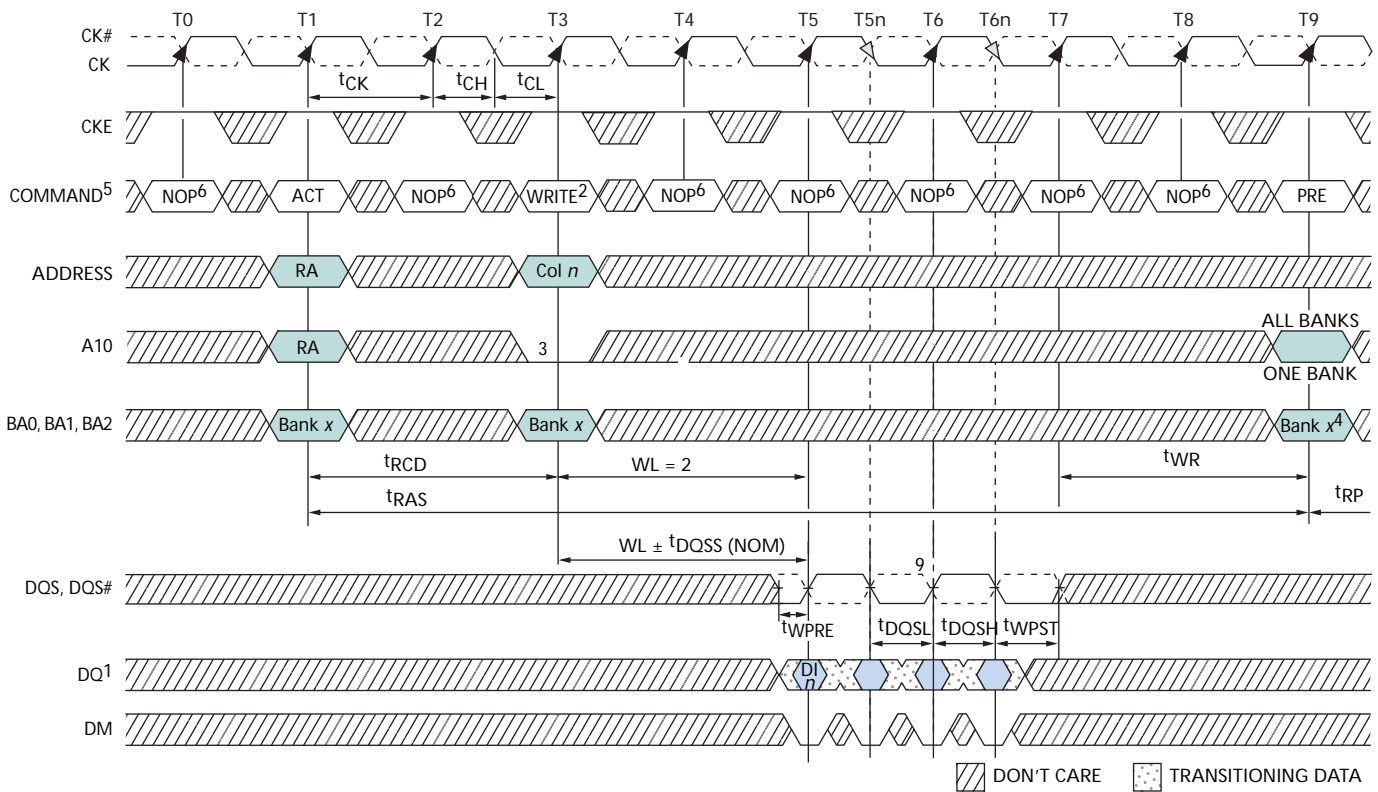 T0 T1 T2 T3 T4 T5 T5n T6 T6n T7 T8 T9
CK#
CK
tCK tCH tCL
CKE
COMMAND5 NOP6 ACT NOP6 WRITE2 NOP6 NOP6 NOP6 NOP6 NOP6 PRE
ADDRESS RA Col n
ALL BANKS
A10 RA 3
ONE BANK
BA0, BA1, BA2 Bank x Bank x Bank x4
tRCD WL = 2 tWR
tRAS tRP
WL ± tDQSS (NOM)
9
DQS, DQS#
tWPRE tDQSL tDQSH tWPST
DQ1 DI
n
DM
DON'T CARE TRANSITIONING DATA